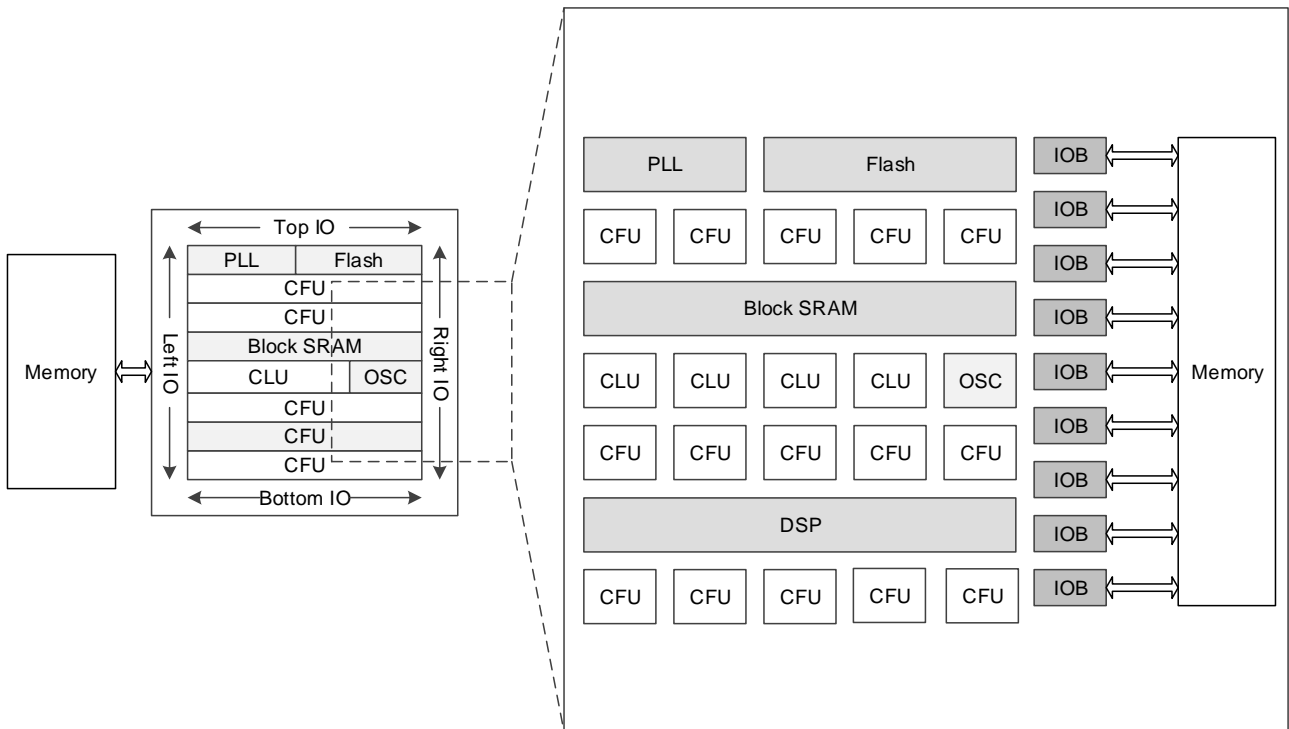 Memory
Top IO
Left IO
PLL Flash
CFU
CFU
Block SRAM
CLU OSC
CFU
CFU
CFU
Right IO
Bottom IO
PLL Flash IOB
IOB
CFU CFU CFU CFU CFU
IOB
Block SRAM IOB
CLU CLU CLU CLU OSC IOB Memory
IOB
CFU CFU CFU CFU CFU
IOB
DSP IOB
CFU CFU CFU CFU CFU IOB